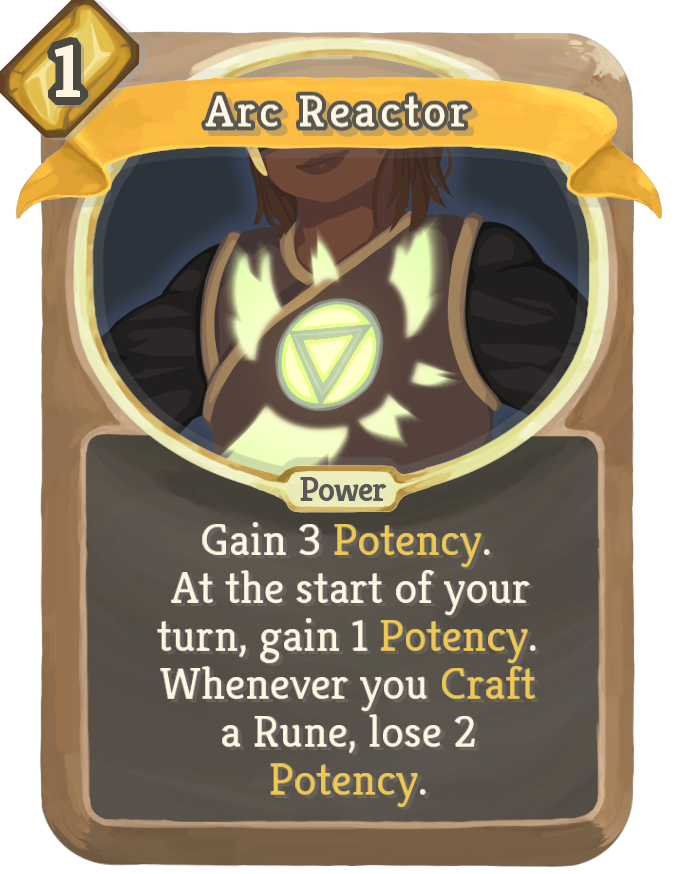 1
Arc Reactor
Power
Gain 3 Potency.
At the start of your
turn, gain 1 Potency.
Whenever you Craft
a Rune, lose 2
Potency.